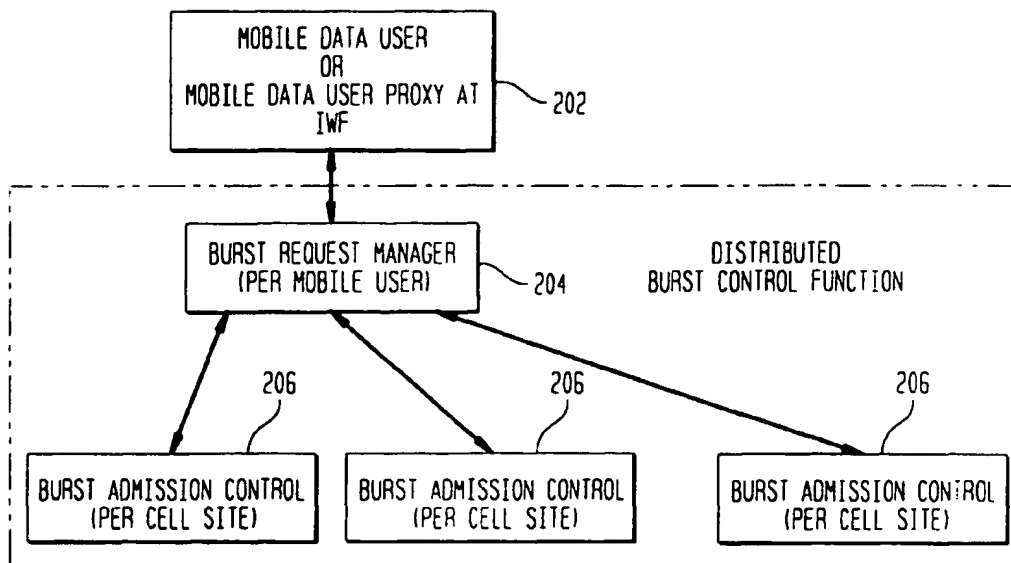 MOBILE DATA USER
OR
MOBILE DATA USER PROXY AT
IWF
202
BURST REQUEST MANAGER
(PER MOBILE USER)
204
DISTRIBUTED
BURST CONTROL FUNCTION
206
206
206
BURST ADMISSION CONTROL
(PER CELL SITE)
BURST ADMISSION CONTROL
(PER CELL SITE)
BURST ADMISSION CONTROL
(PER CELL SITE)